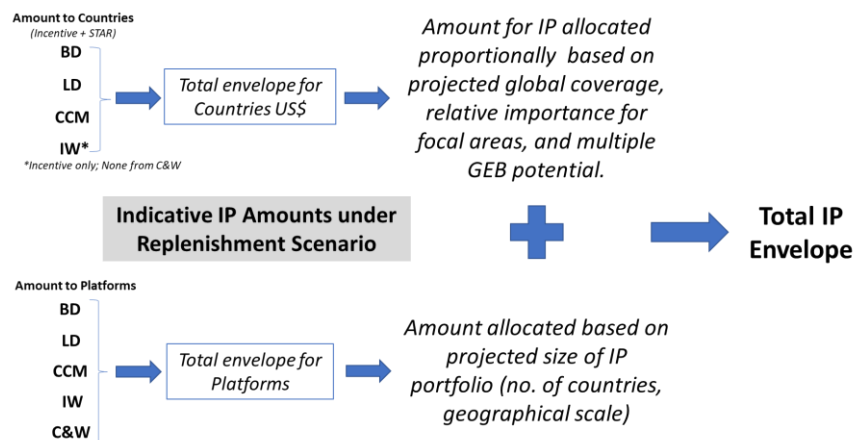 Amount to Countries
(Incentive + STAR)
BD
LD
CCM
IW*
*Incentive only; None from C&W
Total envelope for
Countries US$
Amount for IP allocated
proportionally based on
projected global coverage,
relative importance for
focal areas, and multiple
GEB potential.
Indicative IP Amounts under
Replenishment Scenario
Total IP
Envelope
Amount to Platforms
BD
LD
CCM
IW
C&W
Total envelope for
Platforms
Amount allocated based on
projected size of IP
portfolio (no. of countries,
geographical scale)